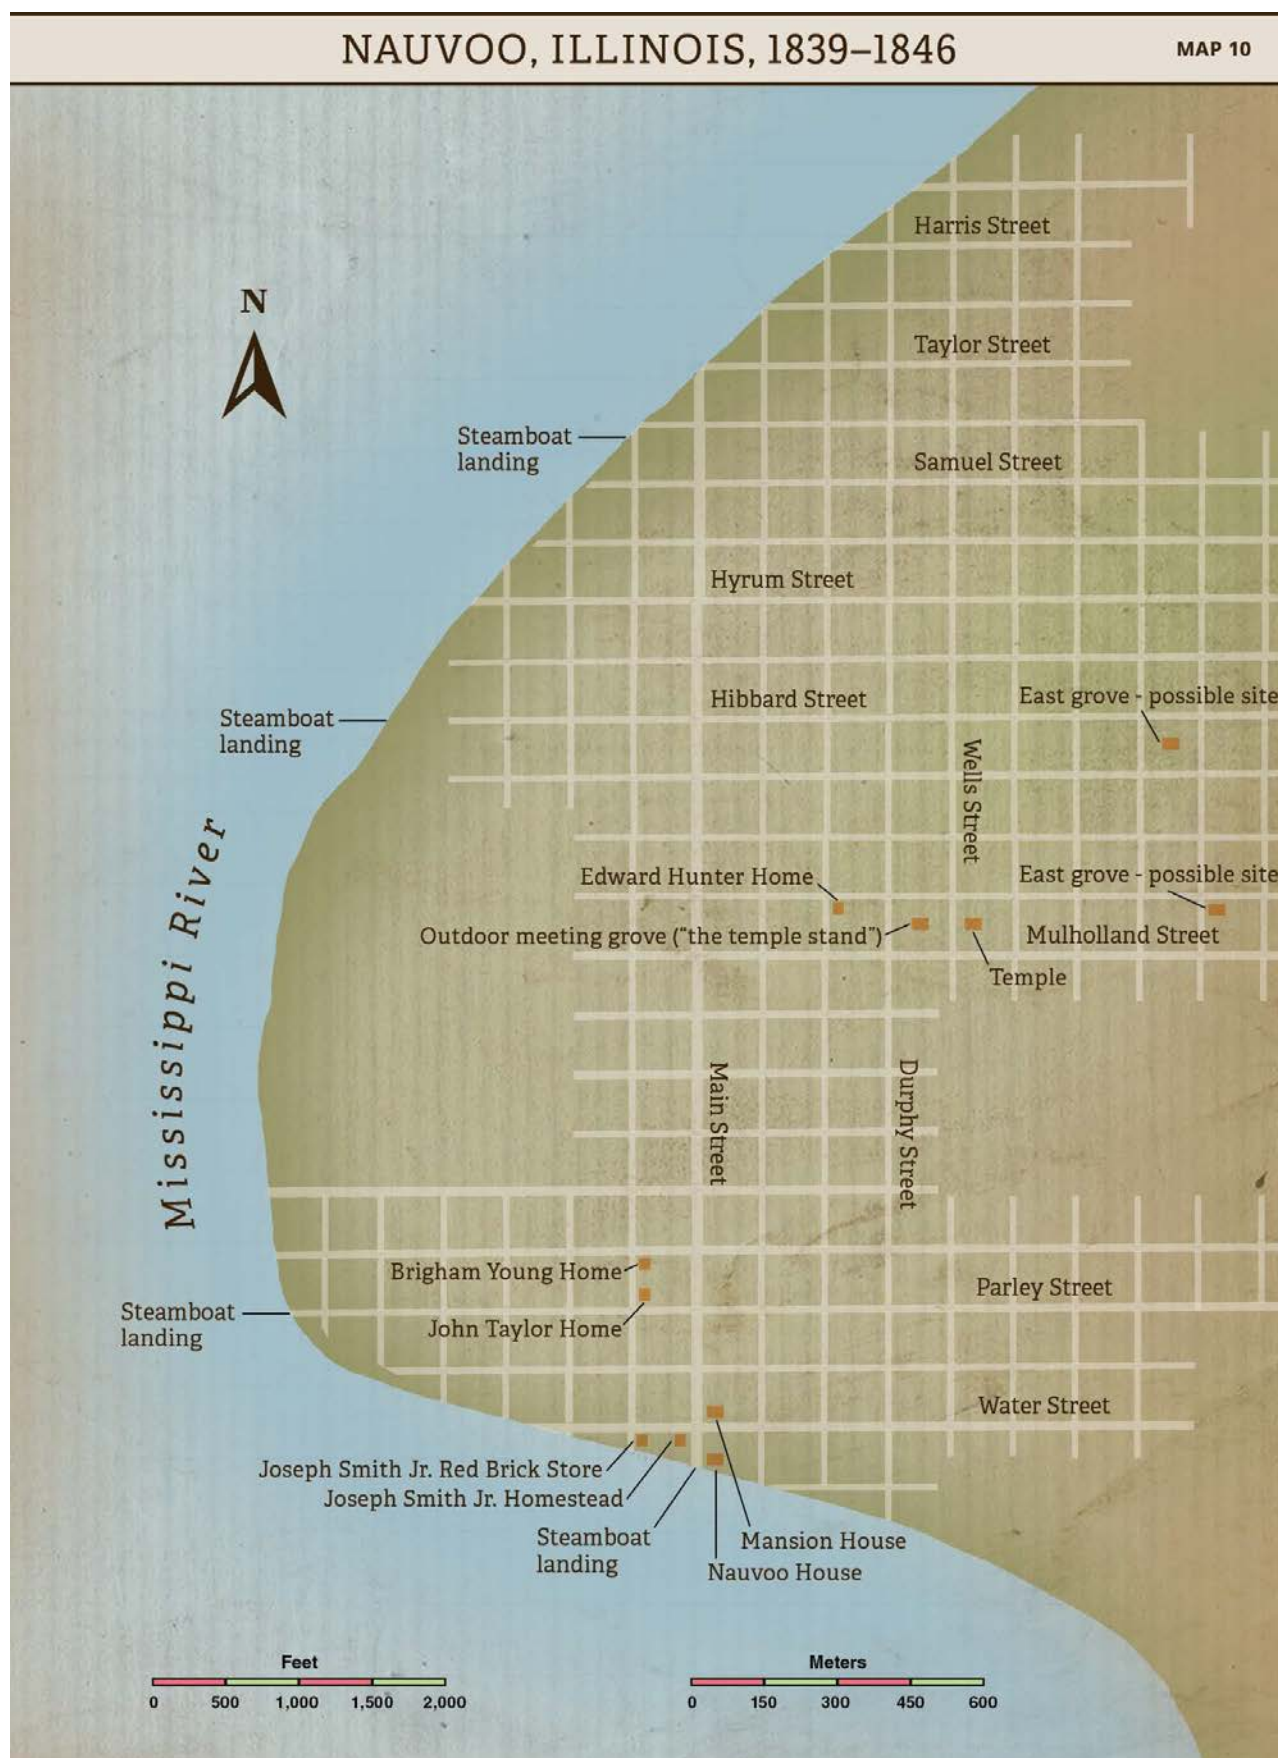 NAUVOO, ILLINOIS, 1839–1846
MAP 10
Harris Street
N
Taylor Street
Steamboat
landing
Samuel Street
Hyrum Street
Hibbard Street
East grove - possible site
Steamboat
landing
Wells Street
Mississippi River
Edward Hunter Home
East grove - possible site
Outdoor meeting grove (“the temple stand”)
Mulholland Street
Temple
Main Street
Durphy Street
Brigham Young Home
Parley Street
Steamboat
landing
John Taylor Home
Water Street
Joseph Smith Jr. Red Brick Store
Joseph Smith Jr. Homestead
Steamboat
landing
Mansion House
Nauvoo House
Feet
0 500 1,000 1,500 2,000
Meters
0 150 300 450 600